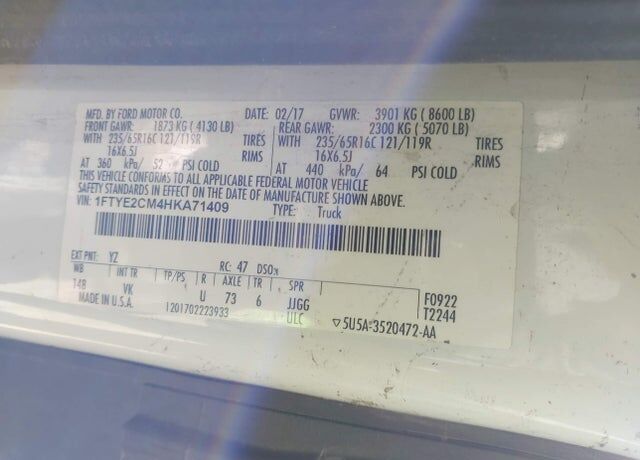 MFD. BY FORD MOTOR CO. DATE: 02/17 GVWR: 3901 KG ( 8600 LB)
FRONT GAWR: 1873 KG ( 4130 LB) REAR GAWR: 2300 KG ( 5070 LB)
WITH 235/65R16C 121/119R TIRES WITH 235/65R16C 121/119R TIRES
16X6.5J RIMS 16X6.5J RIMS
AT 360 kPa/ 52 PSI COLD AT 440 kPa/ 64 PSI COLD
THIS VEHICLE CONFORMS TO ALL APPLICABLE FEDERAL MOTOR VEHICLE
SAFETY STANDARDS IN EFFECT ON THE DATE OF MANUFACTURE SHOWN ABOVE.
VIN: 1FTYE2CM4HKA71409 TYPE: Truck
EXT PNT: YZ RC: 47 DSO:
WB INT TR TP/PS R AXLE TR SPR
148 VK U 73 6 JJGG F0922
MADE IN U.S.A. 1201702223933 ULC T2244
▽5U5A-3520472-AA